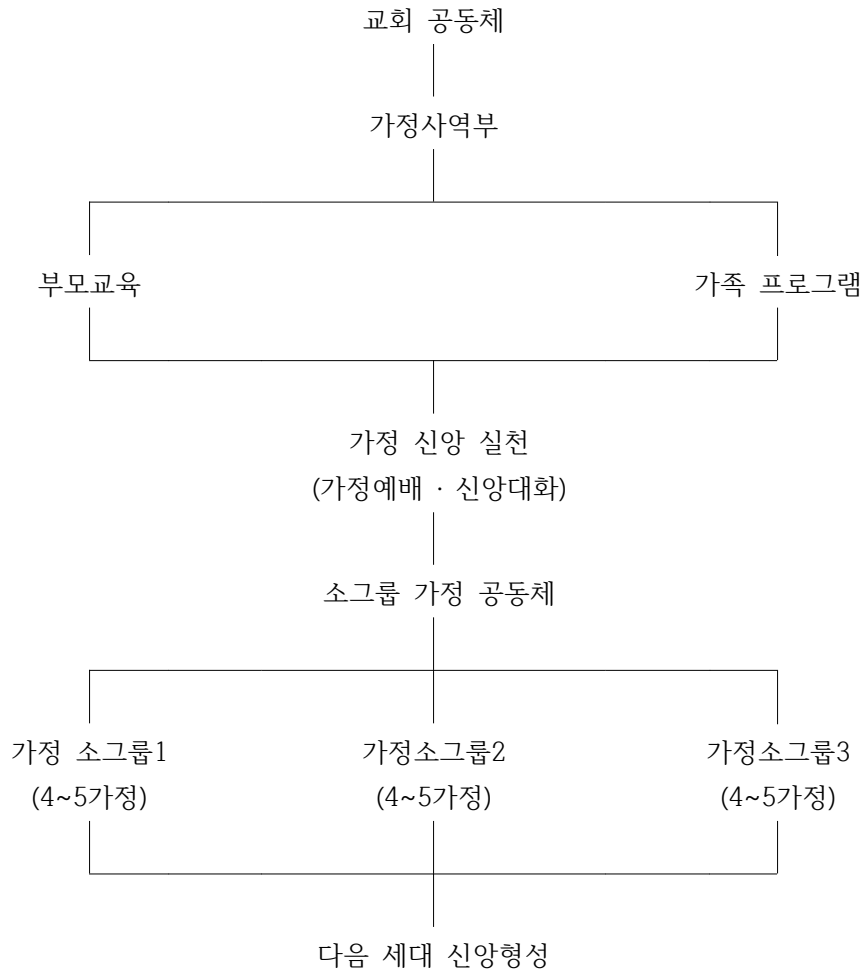 교회 공동체
가정사역부
부모교육
가족 프로그램
가정 신앙 실천
(가정예배 · 신앙대화)
소그룹 가정 공동체
가정 소그룹1
(4~5가정)
가정소그룹2
(4~5가정)
가정소그룹3
(4~5가정)
다음 세대 신앙형성